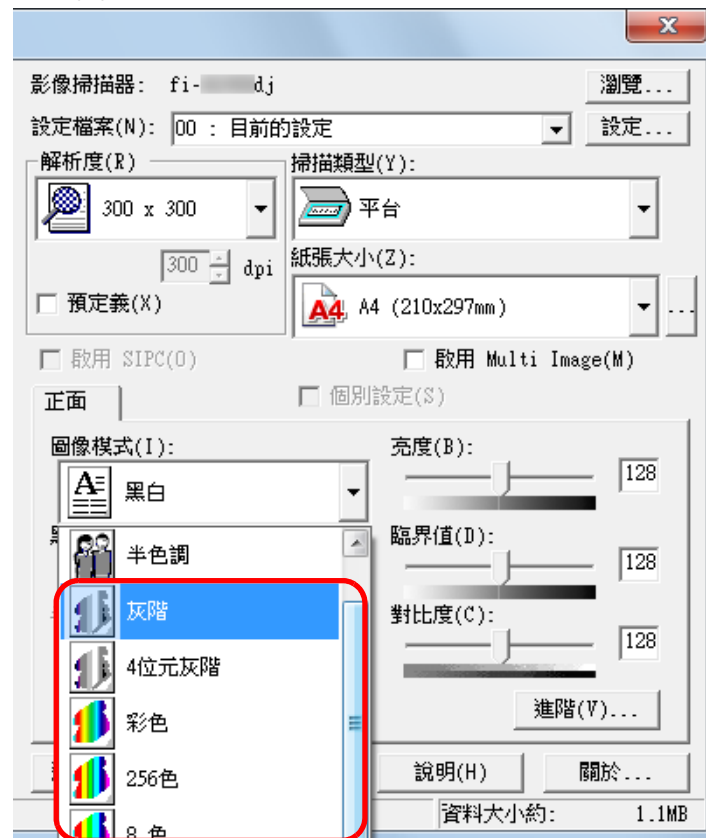 影像掃描器: fi- dj
瀏覽...
設定檔案(N): 00 : 目前的設定
設定...
解析度(R)
掃描類型(Y):
300 x 300
平台
300 dpi
紙張大小(Z):
預定義(X)
A4 A4 (210x297mm)
...
啟用 SIPC(O)
啟用 Multi Image(M)
正面
個別設定(S)
圖像模式(I):
亮度(B):
黑白
128
半色調
臨界值(D):
128
灰階
對比度(C):
4位元灰階
128
彩色
進階(V)...
256色
說明(H)
關於...
8 色
資料大小約: 1.1MB